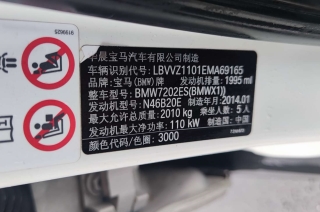 华晨宝马汽车有限公司制造
车辆识别代号: LBVVZ1101EMA69165
品牌: 宝马(BMW)牌 发动机排量: 1995 ml
整车型号: BMW7202ES(BMWX1))
发动机型号: N46B20E 制造年月: 2014.01
最大允许总质量: 2010 kg 乘坐人数: 5 人
发动机最大净功率: 110 kW 制造国: 中国
颜色代码/色圈: 3000